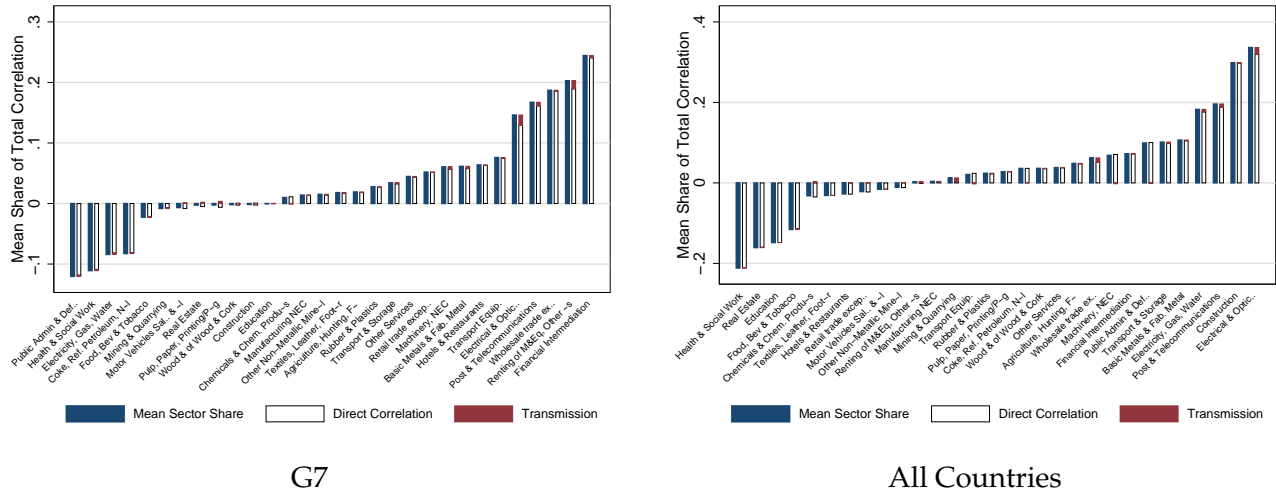 Mean Share of Total Correlation
.3
.2
.1
0
−.1
Public Admin & Def..
Health & Social Work
Electricity, Gas, Water
Coke, Ref. Petroleum, N~l
Food, Bev & Tobacco
Mining & Quarrying
Motor Vehicles Sal.. & ~l
Real Estate
Pulp, Paper, Printing/P~g
Wood & of Wood & Cork
Construction
Education
Chemicals & Chem. Produ~s
Manufacturing NEC
Other Non−Metallic Mine~l
Textiles, Leather, Foot~r
Agriculture, Hunting, F~
Rubber & Plastics
Transport & Storage
Other Services
Retail trade excep..
Machinery, NEC
Basic Metals & Fab. Metal
Hotels & Restaurants
Transport Equip.
Electrical & Optic..
Post & Telecommunications
Wholesale trade ex..
Renting of M&Eq. Other ~s
Financial Intermediation
Mean Sector Share Direct Correlation Transmission
G7
Mean Share of Total Correlation
.4
.2
0
−.2
Health & Social Work
Real Estate
Education
Food, Bev & Tobacco
Chemicals & Chem. Produ~s
Textiles, Leather, Foot~r
Hotels & Restaurants
Retail trade excep..
Motor Vehicles Sal.. & ~l
Other Non−Metallic Mine~l
Renting of M&Eq. Other ~s
Manufacturing NEC
Mining & Quarrying
Transport Equip.
Rubber & Plastics
Pulp, Paper, Printing/P~g
Coke, Ref. Petroleum, N~l
Wood & of Wood & Cork
Other Services
Agriculture, Hunting, F~
Wholesale trade ex..
Machinery, NEC
Financial Intermediation
Public Admin & Def..
Transport & Storage
Basic Metals & Fab. Metal
Electricity, Gas, Water
Post & Telecommunications
Construction
Electrical & Optic..
Mean Sector Share Direct Correlation Transmission
All Countries